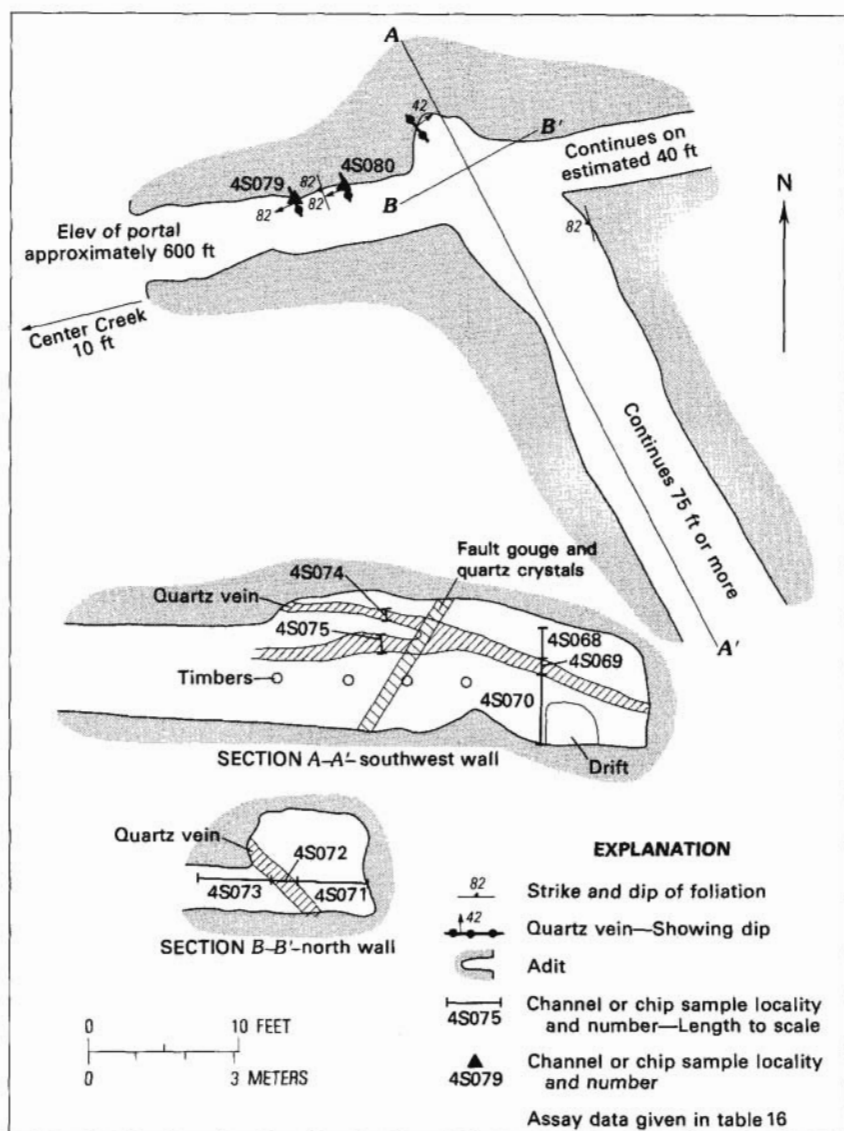 A
42
B'
Continues on
estimated 40 ft
4S080
4S079
82
82
82
B
82
N
Elev of portal
approximately 600 ft
Center Creek
10 ft
Continues 75 ft or more
A'
Fault gouge and
quartz crystals
4S074
Quartz vein
4S075
4S068
4S069
Timbers
4S070
Drift
SECTION A–A'– southwest wall
Quartz vein
4S072
4S073
4S071
SECTION B–B'–north wall
EXPLANATION
82
Strike and dip of foliation
42
Quartz vein—Showing dip
Adit
4S075
Channel or chip sample locality
and number—Length to scale
4S079
Channel or chip sample locality
and number
Assay data given in table 16
0 10 FEET
0 3 METERS